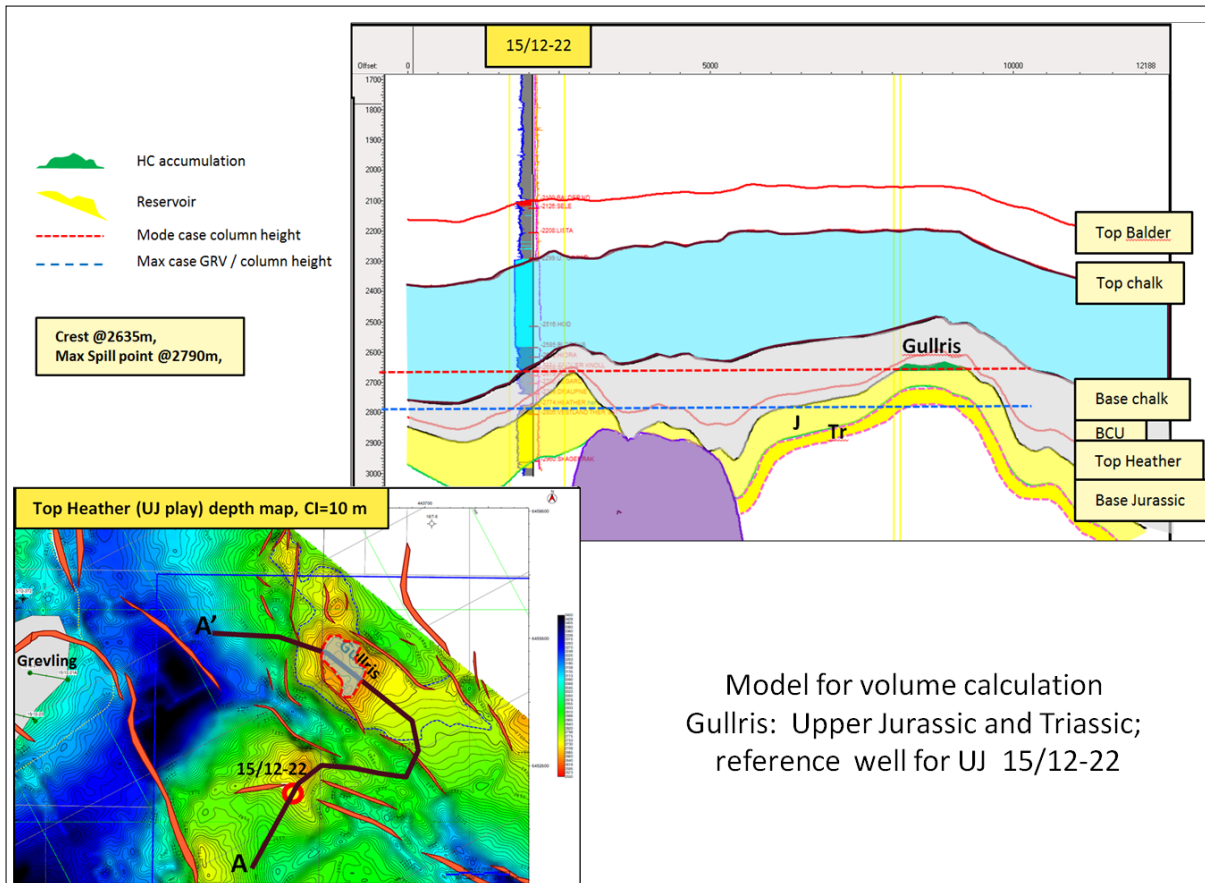 15/12-22
Offset: 0 5000 10000 12188
1700
1800
1900
2000
2100
2200
2300
2400
2500
2600
2700
2800
2900
3000
HC accumulation
Reservoir
Mode case column height
Max case GRV / column height
Crest @2635m,
Max Spill point @2790m,
Top Balder
Top chalk
Gullris
Base chalk
BCU
J
Tr
Top Heather
Base Jurassic
Top Heather (UJ play) depth map, CI=10 m
A'
Gullris
Grevling
15/12-22
A
Model for volume calculation
Gullris: Upper Jurassic and Triassic;
reference well for UJ 15/12-22